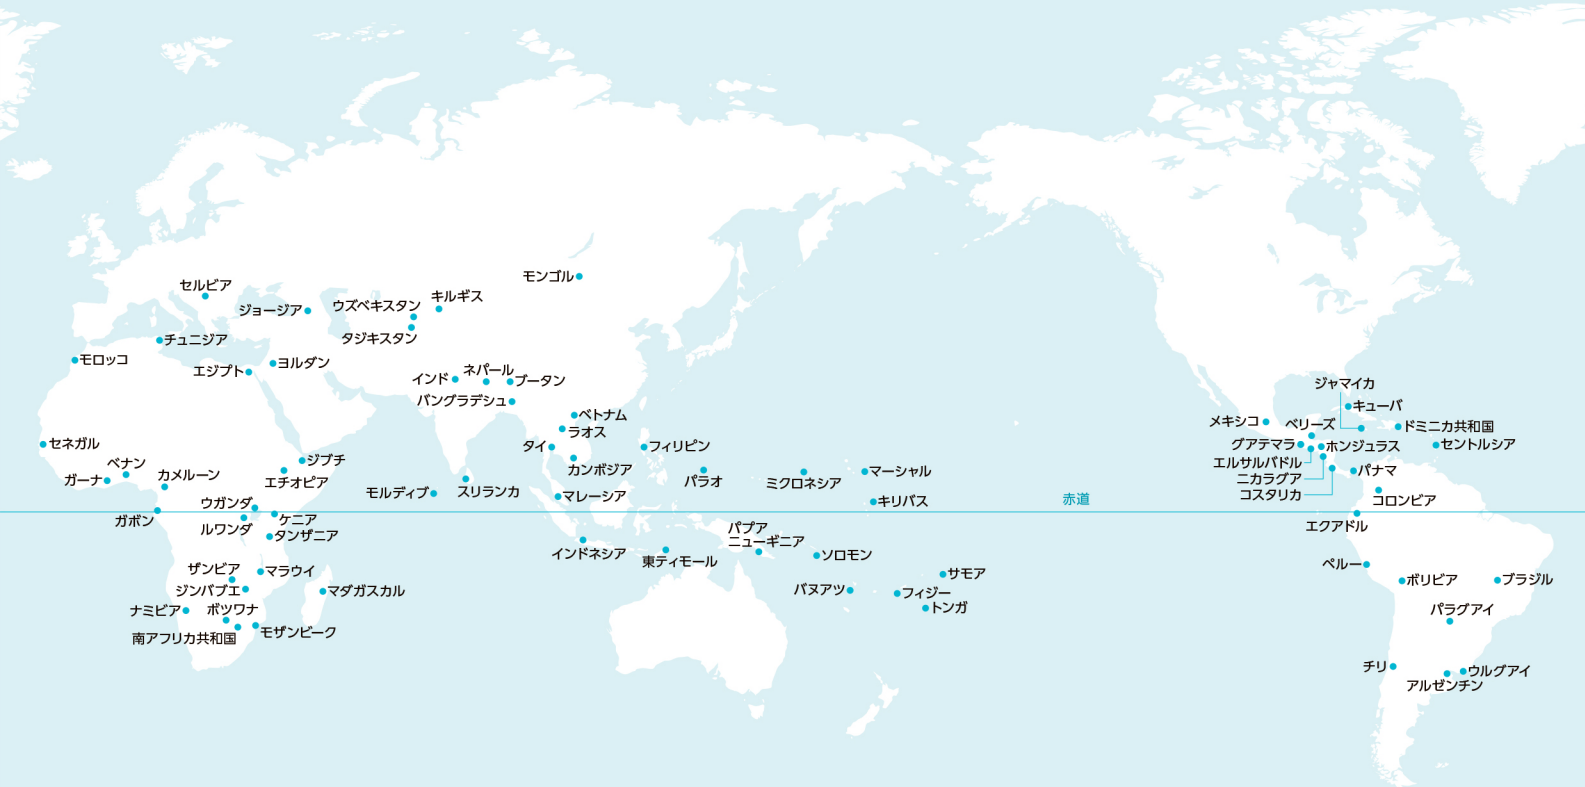 モンゴル
セルビア
キルギス
ウズベキスタン
ジョージア
タジキスタン
チュニジア
モロッコ
ヨルダン
エジプト
ネパール
インド
ブータン
バングラデシュ
ベトナム
ラオス
セネガル
タイ
フィリピン
ジブチ
ベナン
カンボジア
カメルーン
ガーナ
エチオピア
パラオ
ミクロネシア
マーシャル
モルディブ
スリランカ
マレーシア
キリバス
赤道
ウガンダ
ガボン
ケニア
ルワンダ
タンザニア
パプア
ニューギニア
インドネシア
東ティモール
ソロモン
ザンビア
マラウイ
サモア
ジンバブエ
マダガスカル
バヌアツ
フィジー
トンガ
ナミビア
ボツワナ
南アフリカ共和国
モザンビーク
ジャマイカ
キューバ
メキシコ
ベリーズ
ドミニカ共和国
グアテマラ
ホンジュラス
セントルシア
エルサルバドル
ニカラグア
パナマ
コスタリカ
コロンビア
エクアドル
ペルー
ボリビア
ブラジル
パラグアイ
チリ
ウルグアイ
アルゼンチン